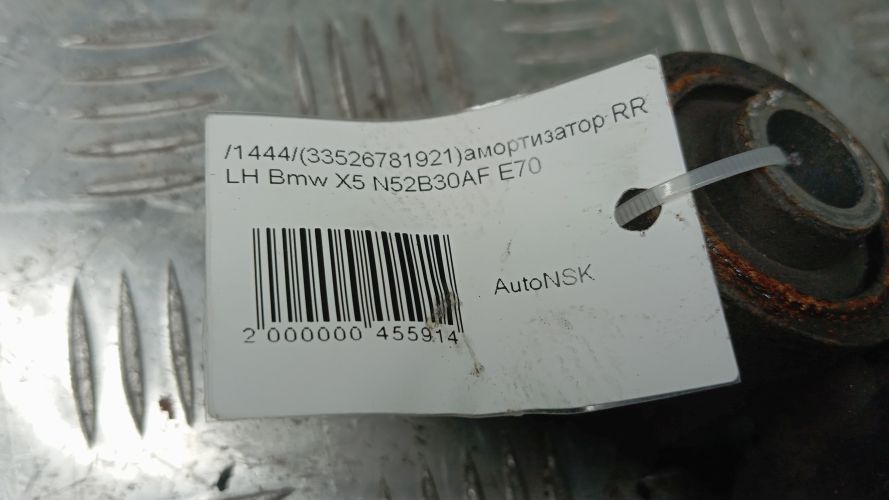 /1444/(33526781921)амортизатор RR
LH Bmw X5 N52B30AF E70
AutoNSK
2 000000 455914